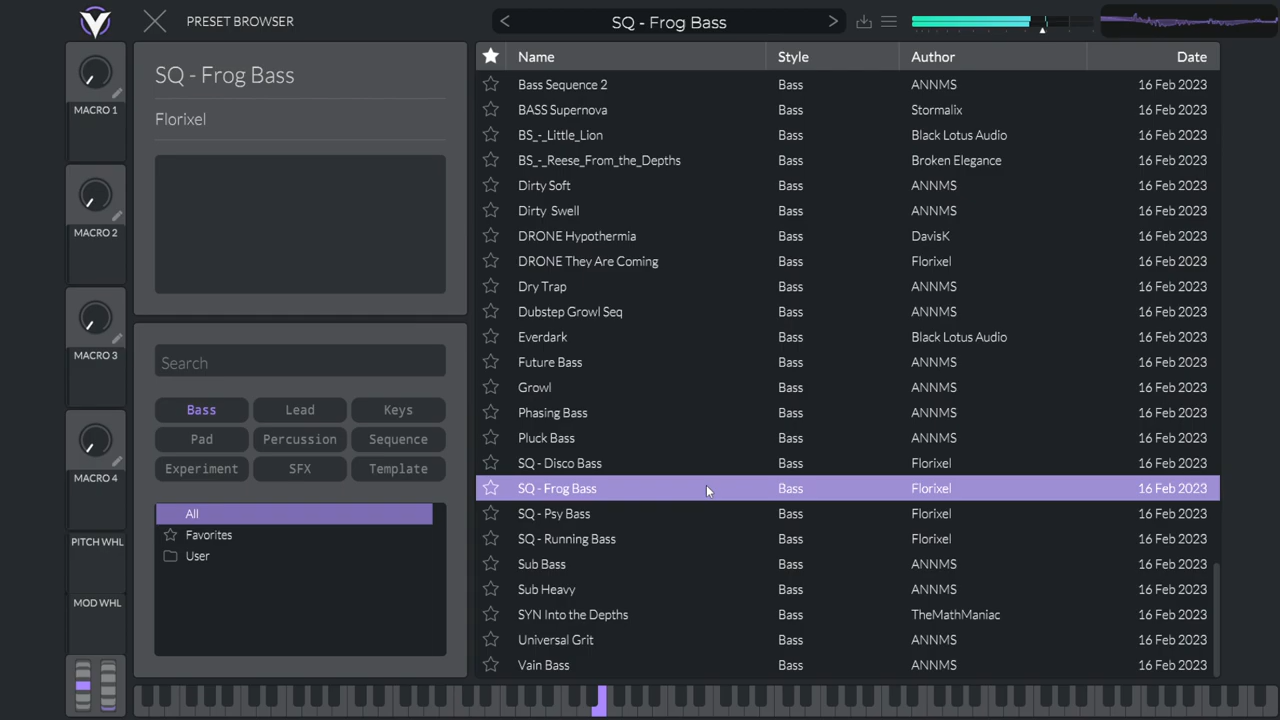 PRESET BROWSER
SQ - Frog Bass
MACRO 1
MACRO 2
MACRO 3
MACRO 4
PITCH WHL
MOD WHL
SQ - Frog Bass
Florixel
Search
Bass Lead Keys
Pad Percussion Sequence
Experiment SFX Template
All
Favorites
User
Name Style Author Date
Bass Sequence 2 Bass ANNMS 16 Feb 2023
BASS Supernova Bass Stormalix 16 Feb 2023
BS_-_Little_Lion Bass Black Lotus Audio 16 Feb 2023
BS_-_Reese_From_the_Depths Bass Broken Elegance 16 Feb 2023
Dirty Soft Bass ANNMS 16 Feb 2023
Dirty Swell Bass ANNMS 16 Feb 2023
DRONE Hypothermia Bass DavisK 16 Feb 2023
DRONE They Are Coming Bass Florixel 16 Feb 2023
Dry Trap Bass ANNMS 16 Feb 2023
Dubstep Growl Seq Bass ANNMS 16 Feb 2023
Everdark Bass Black Lotus Audio 16 Feb 2023
Future Bass Bass ANNMS 16 Feb 2023
Growl Bass ANNMS 16 Feb 2023
Phasing Bass Bass ANNMS 16 Feb 2023
Pluck Bass Bass ANNMS 16 Feb 2023
SQ - Disco Bass Bass Florixel 16 Feb 2023
SQ - Frog Bass Bass Florixel 16 Feb 2023
SQ - Psy Bass Bass Florixel 16 Feb 2023
SQ - Running Bass Bass Florixel 16 Feb 2023
Sub Bass Bass ANNMS 16 Feb 2023
Sub Heavy Bass ANNMS 16 Feb 2023
SYN Into the Depths Bass TheMathManiac 16 Feb 2023
Universal Grit Bass ANNMS 16 Feb 2023
Vain Bass Bass ANNMS 16 Feb 2023